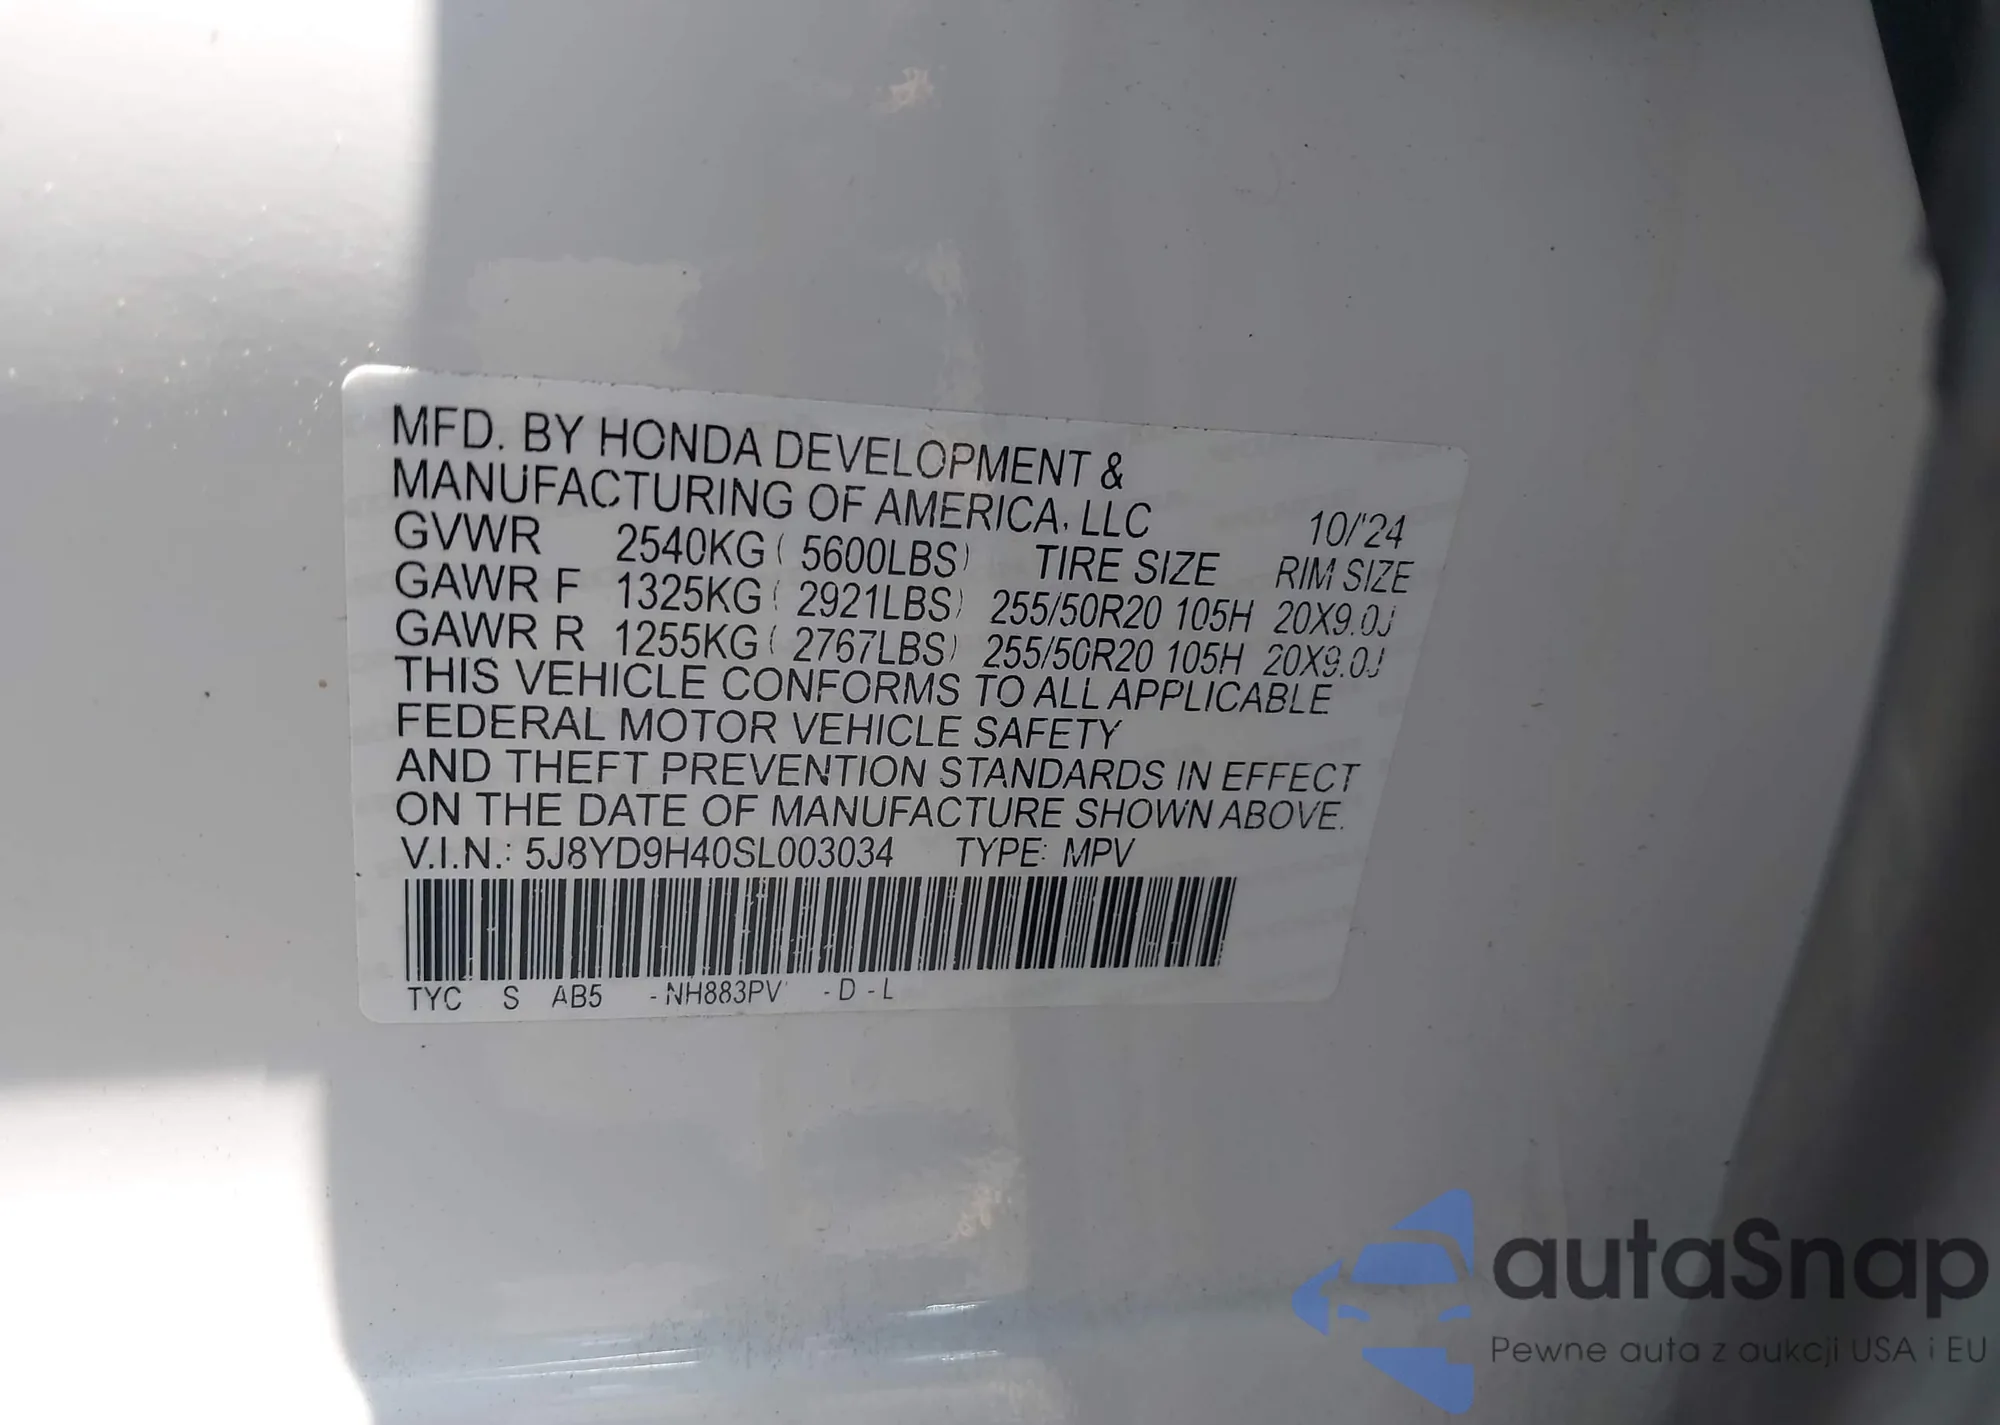 MFD. BY HONDA DEVELOPMENT &
MANUFACTURING OF AMERICA, LLC 10/'24
GVWR 2540KG ( 5600LBS) TIRE SIZE RIM SIZE
GAWR F 1325KG ( 2921LBS) 255/50R20 105H 20X9.0J
GAWR R 1255KG ( 2767LBS) 255/50R20 105H 20X9.0J
THIS VEHICLE CONFORMS TO ALL APPLICABLE
FEDERAL MOTOR VEHICLE SAFETY
AND THEFT PREVENTION STANDARDS IN EFFECT
ON THE DATE OF MANUFACTURE SHOWN ABOVE.
V.I.N.: 5J8YD9H40SL003034 TYPE: MPV
TYC S AB5 -NH883PV -D-L
autaSnap
Pewne auta z aukcji USA i EU